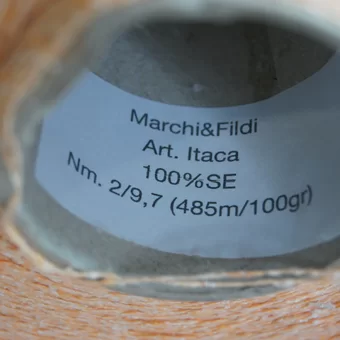 Marchi&Fildi
Art. Itaca
100%SE
Nm. 2/9,7 (485m/100gr)